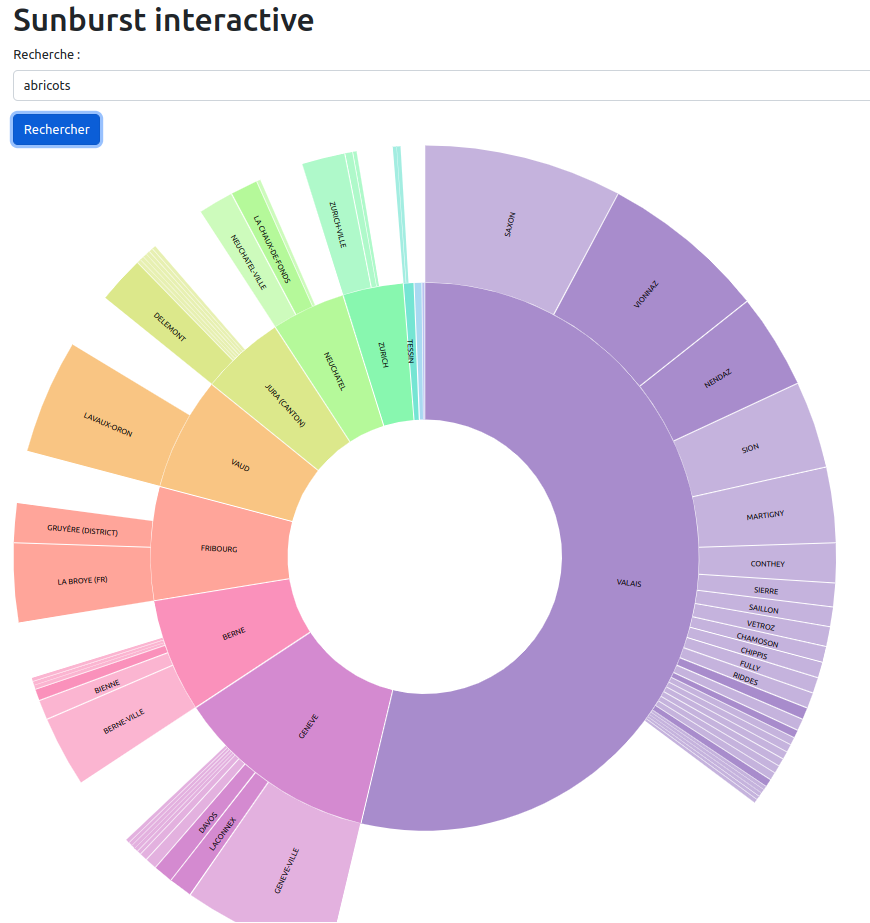 Sunburst interactive
Recherche :
abricots
Rechercher
SAXON
VIONNAZ
NENDAZ
SION
MARTIGNY
CONTHEY
SIERRE
SAILLON
VETROZ
CHAMOSON
CHIPPIS
FULLY
RIDDES
VALAIS
GENEVE
GENEVE-VILLE
LACONNEX
DAVOS
BERNE
BERNE-VILLE
BIENNE
FRIBOURG
LA BROYE (FR)
GRUYÈRE (DISTRICT)
VAUD
LAVAUX-ORON
JURA (CANTON)
DELEMONT
NEUCHATEL
NEUCHATEL-VILLE
LA CHAUX-DE-FONDS
ZURICH
ZURICH-VILLE
TESSIN